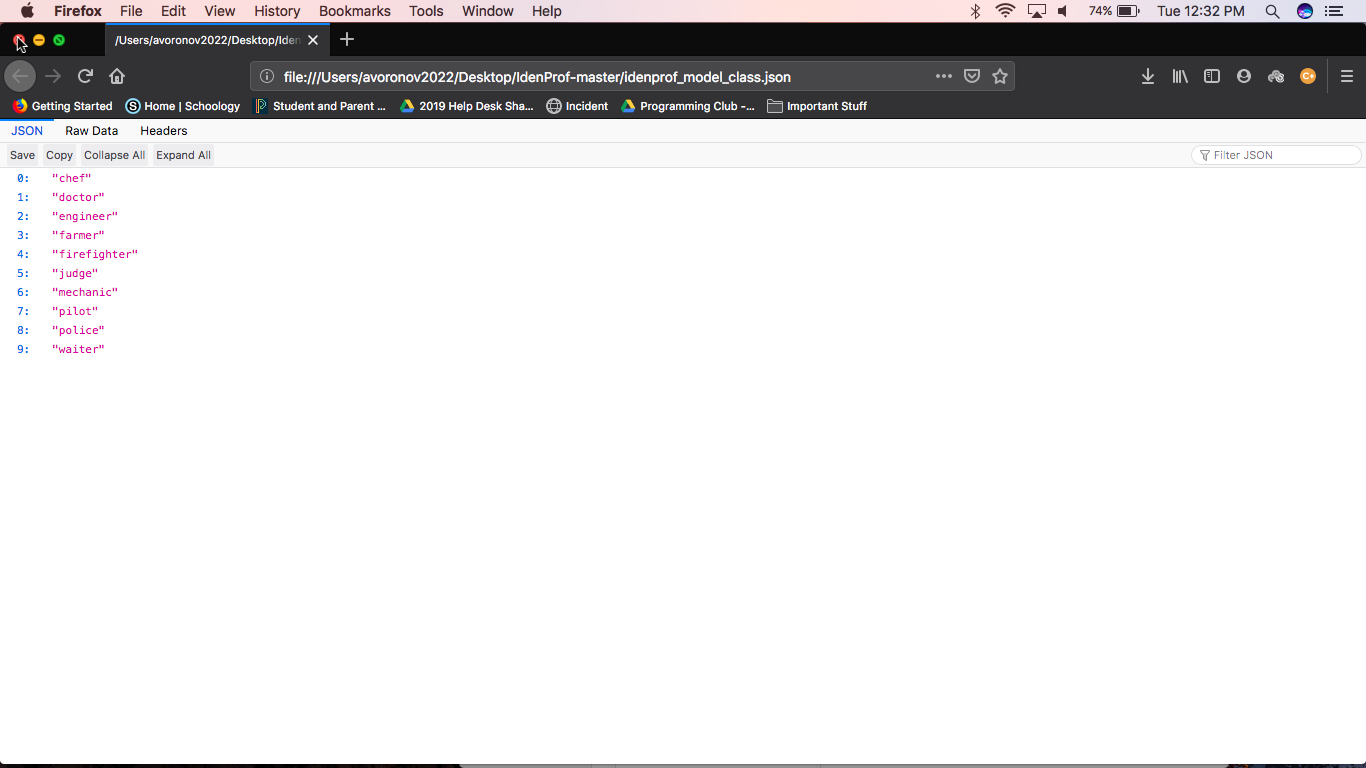 Firefox File Edit View History Bookmarks Tools Window Help 74% Tue 12:32 PM
/Users/avoronov2022/Desktop/Iden
file:///Users/avoronov2022/Desktop/IdenProf-master/idenprof_model_class.json
Getting Started Home | Schoology Student and Parent ... 2019 Help Desk Sha... Incident Programming Club -... Important Stuff
JSON Raw Data Headers
Save Copy Collapse All Expand All Filter JSON
0: "chef"
1: "doctor"
2: "engineer"
3: "farmer"
4: "firefighter"
5: "judge"
6: "mechanic"
7: "pilot"
8: "police"
9: "waiter"